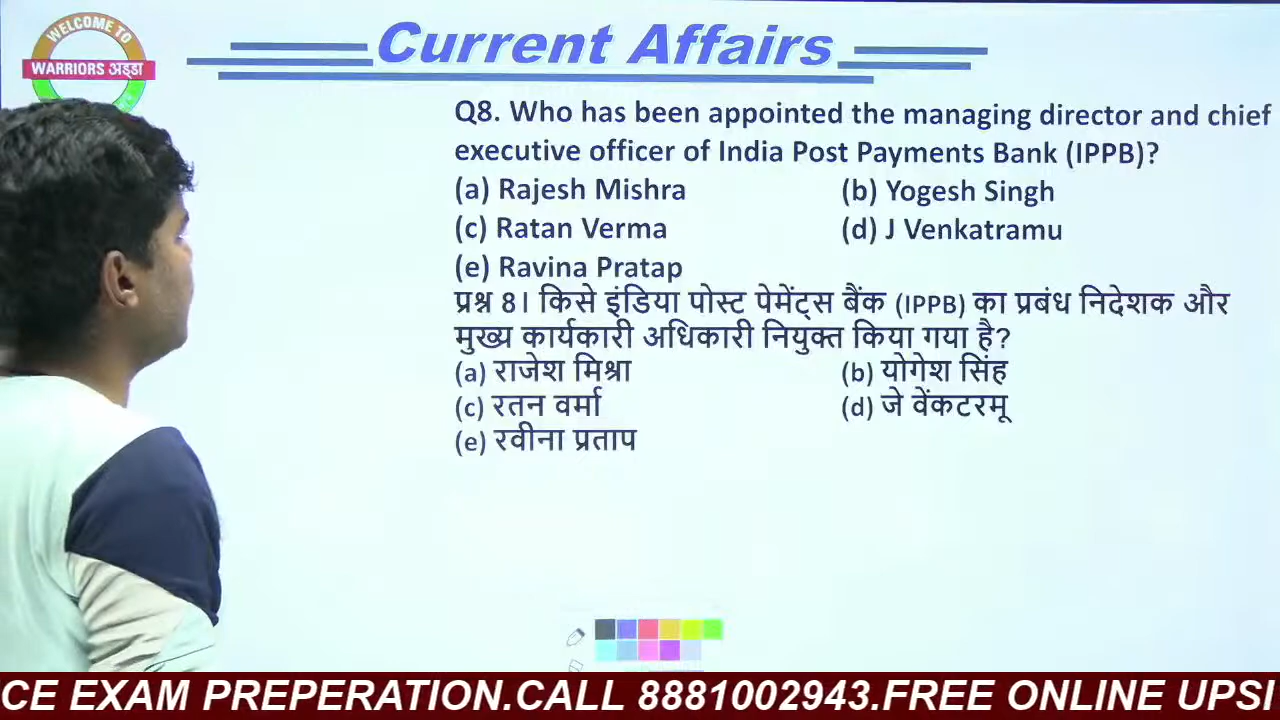 WELCOME TO
WARRIORS अड्डा
Current Affairs
Q8. Who has been appointed the managing director and chief
executive officer of India Post Payments Bank (IPPB)?
(a) Rajesh Mishra (b) Yogesh Singh
(c) Ratan Verma (d) J Venkatramu
(e) Ravina Pratap
प्रश्न 8। किसे इंडिया पोस्ट पेमेंट्स बैंक (IPPB) का प्रबंध निदेशक और
मुख्य कार्यकारी अधिकारी नियुक्त किया गया है?
(a) राजेश मिश्रा (b) योगेश सिंह
(c) रतन वर्मा (d) जे वेंकटरमू
(e) रवीना प्रताप
CE EXAM PREPERATION.CALL 8881002943.FREE ONLINE UPSI